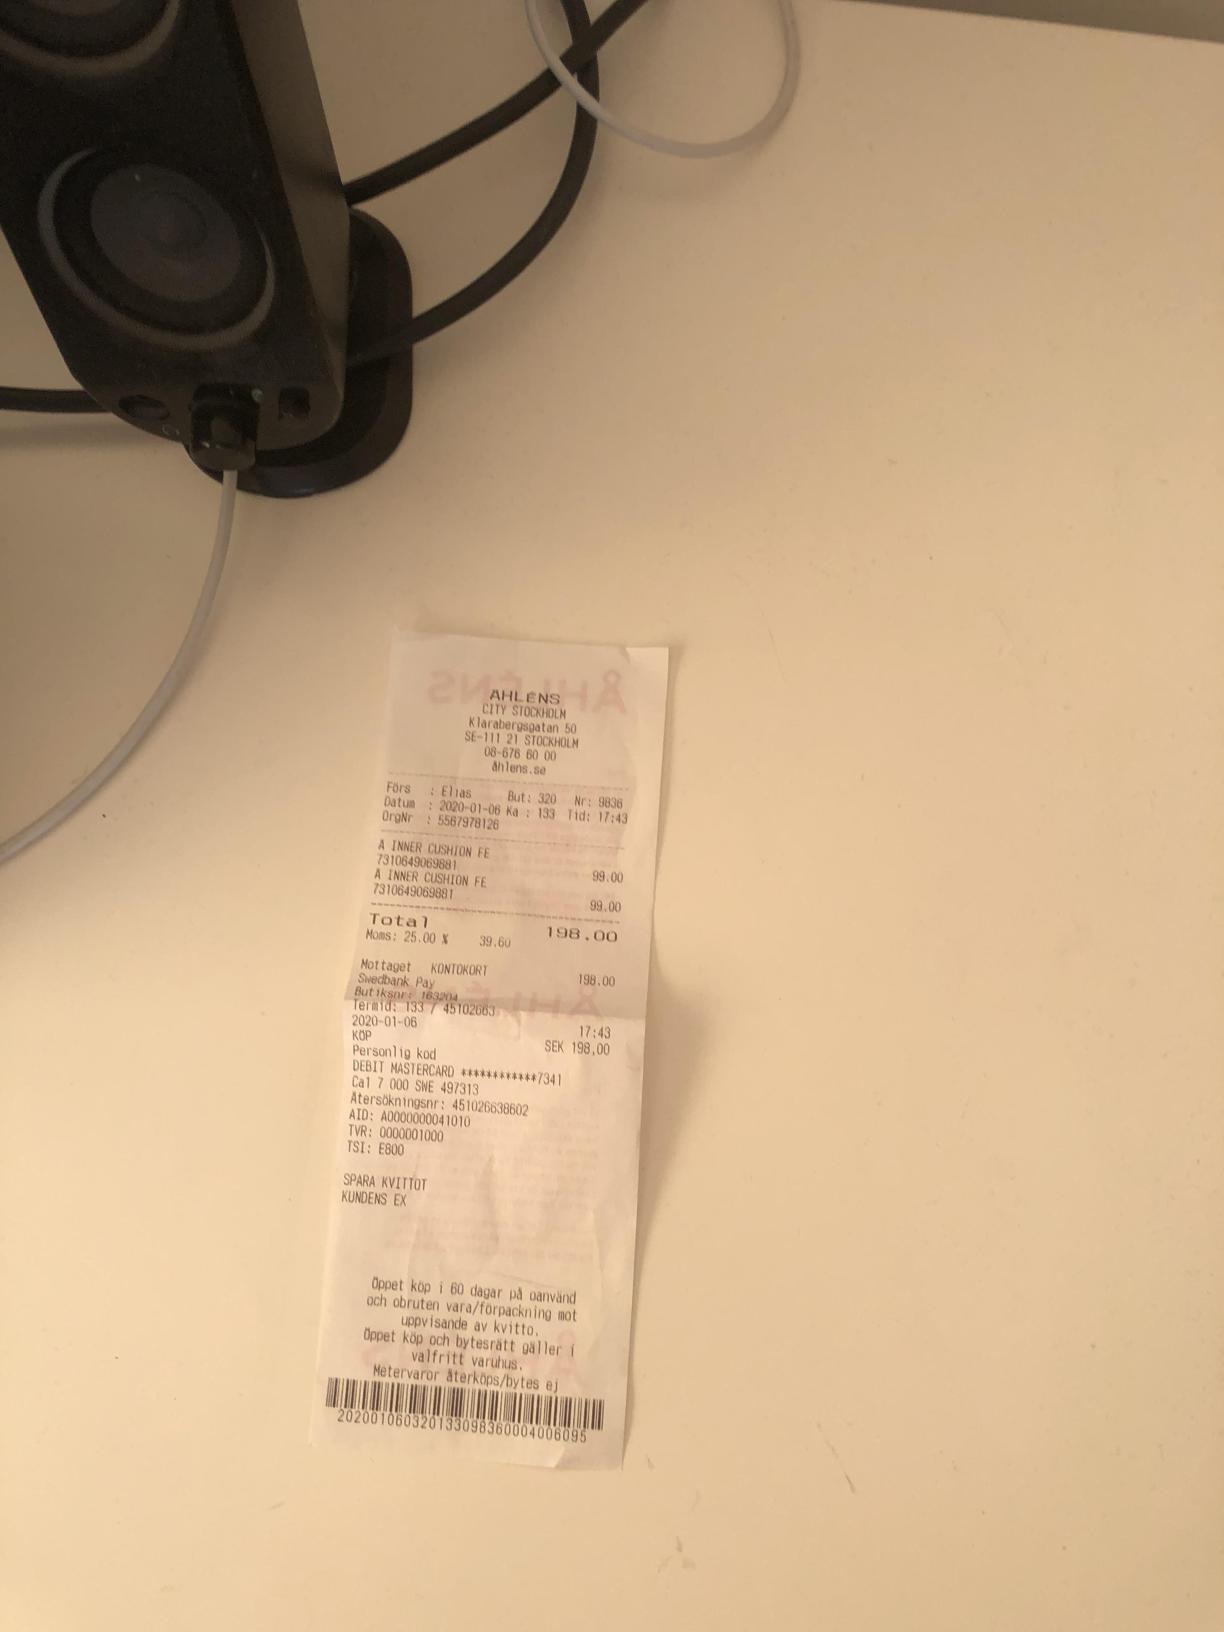 ÅHLÉNS
CITY STOCKHOLM
Klarabergsgatan 50
SE-111 21 STOCKHOLM
08-676 60 00
åhlens.se
Förs : Elias But: 320 Nr: 9836
Datum : 2020-01-06 Ka : 133 Tid: 17:43
OrgNr : 5567978126
A INNER CUSHION FE
7310649069881 99.00
A INNER CUSHION FE
7310649069881 99.00
Total 198.00
Moms: 25.00 % 39.60
Mottaget KONTOKORT 198.00
Swedbank Pay
Butiksnr: 163204
Termid: 133 / 45102663
2020-01-06 17:43
KÖP SEK 198,00
Personlig kod
DEBIT MASTERCARD ************7341
Ca1 7 000 SWE 497313
Återsökningsnr: 451026638602
AID: A0000000041010
TVR: 0000001000
TSI: E800
SPARA KVITTOT
KUNDENS EX
Öppet köp i 60 dagar på oanvänd
och obruten vara/förpackning mot
uppvisande av kvitto.
Öppet köp och bytesrätt gäller i
valfritt varuhus.
Metervaror återköps/bytes ej
2020010603201330983600040060​95